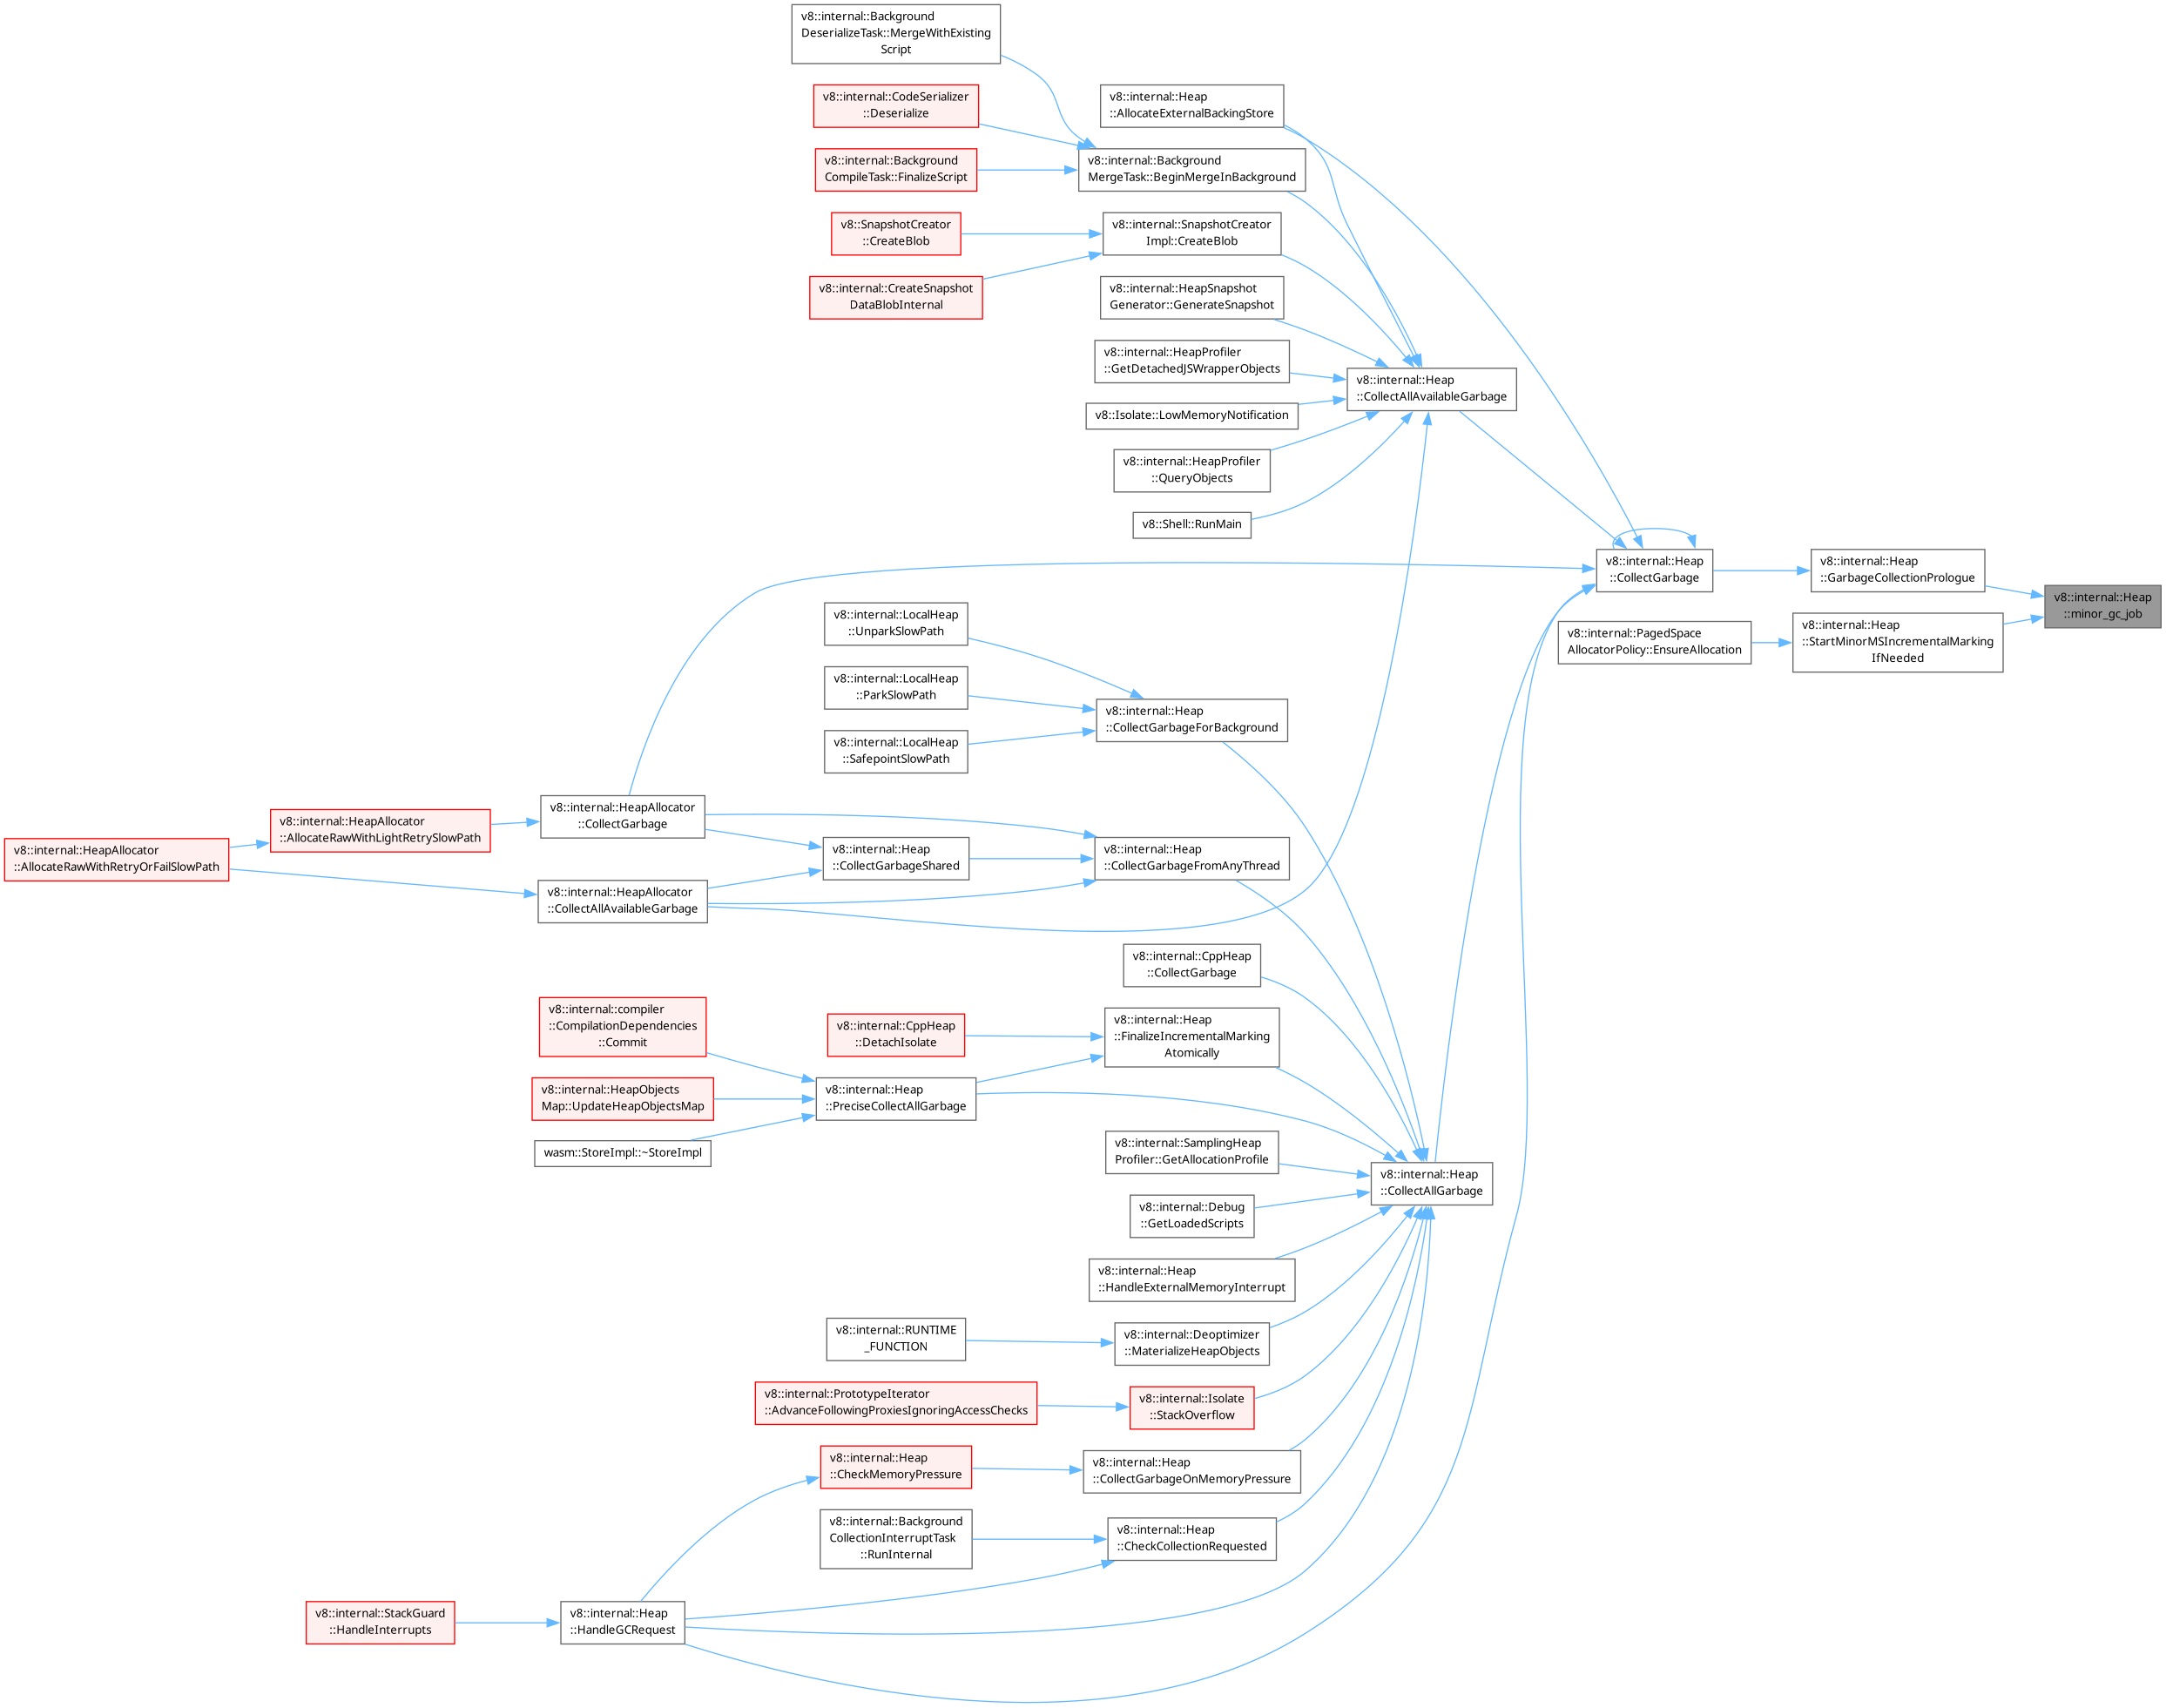 v8::internal::Background
DeserializeTask::MergeWithExisting
Script
v8::internal::CodeSerializer
::Deserialize
v8::internal::Heap
::AllocateExternalBackingStore
v8::internal::Background
CompileTask::FinalizeScript
v8::internal::Background
MergeTask::BeginMergeInBackground
v8::SnapshotCreator
::CreateBlob
v8::internal::SnapshotCreator
Impl::CreateBlob
v8::internal::CreateSnapshot
DataBlobInternal
v8::internal::HeapSnapshot
Generator::GenerateSnapshot
v8::internal::HeapProfiler
::GetDetachedJSWrapperObjects
v8::internal::Heap
::CollectAllAvailableGarbage
v8::Isolate::LowMemoryNotification
v8::internal::HeapProfiler
::QueryObjects
v8::Shell::RunMain
v8::internal::Heap
::CollectGarbage
v8::internal::Heap
::GarbageCollectionPrologue
v8::internal::Heap
::minor_gc_job
v8::internal::LocalHeap
::UnparkSlowPath
v8::internal::PagedSpace
AllocatorPolicy::EnsureAllocation
v8::internal::Heap
::StartMinorMSIncrementalMarking
IfNeeded
v8::internal::LocalHeap
::ParkSlowPath
v8::internal::Heap
::CollectGarbageForBackground
v8::internal::LocalHeap
::SafepointSlowPath
v8::internal::HeapAllocator
::AllocateRawWithRetryOrFailSlowPath
v8::internal::HeapAllocator
::AllocateRawWithLightRetrySlowPath
v8::internal::HeapAllocator
::CollectGarbage
v8::internal::Heap
::CollectGarbageShared
v8::internal::Heap
::CollectGarbageFromAnyThread
v8::internal::HeapAllocator
::CollectAllAvailableGarbage
v8::internal::CppHeap
::CollectGarbage
v8::internal::compiler
::CompilationDependencies
::Commit
v8::internal::CppHeap
::DetachIsolate
v8::internal::Heap
::FinalizeIncrementalMarking
Atomically
v8::internal::HeapObjects
Map::UpdateHeapObjectsMap
v8::internal::Heap
::PreciseCollectAllGarbage
wasm::StoreImpl::~StoreImpl
v8::internal::SamplingHeap
Profiler::GetAllocationProfile
v8::internal::Heap
::CollectAllGarbage
v8::internal::Debug
::GetLoadedScripts
v8::internal::Heap
::HandleExternalMemoryInterrupt
v8::internal::RUNTIME
_FUNCTION
v8::internal::Deoptimizer
::MaterializeHeapObjects
v8::internal::PrototypeIterator
::AdvanceFollowingProxiesIgnoringAccessChecks
v8::internal::Isolate
::StackOverflow
v8::internal::Heap
::CheckMemoryPressure
v8::internal::Heap
::CollectGarbageOnMemoryPressure
v8::internal::Background
CollectionInterruptTask
::RunInternal
v8::internal::Heap
::CheckCollectionRequested
v8::internal::StackGuard
::HandleInterrupts
v8::internal::Heap
::HandleGCRequest